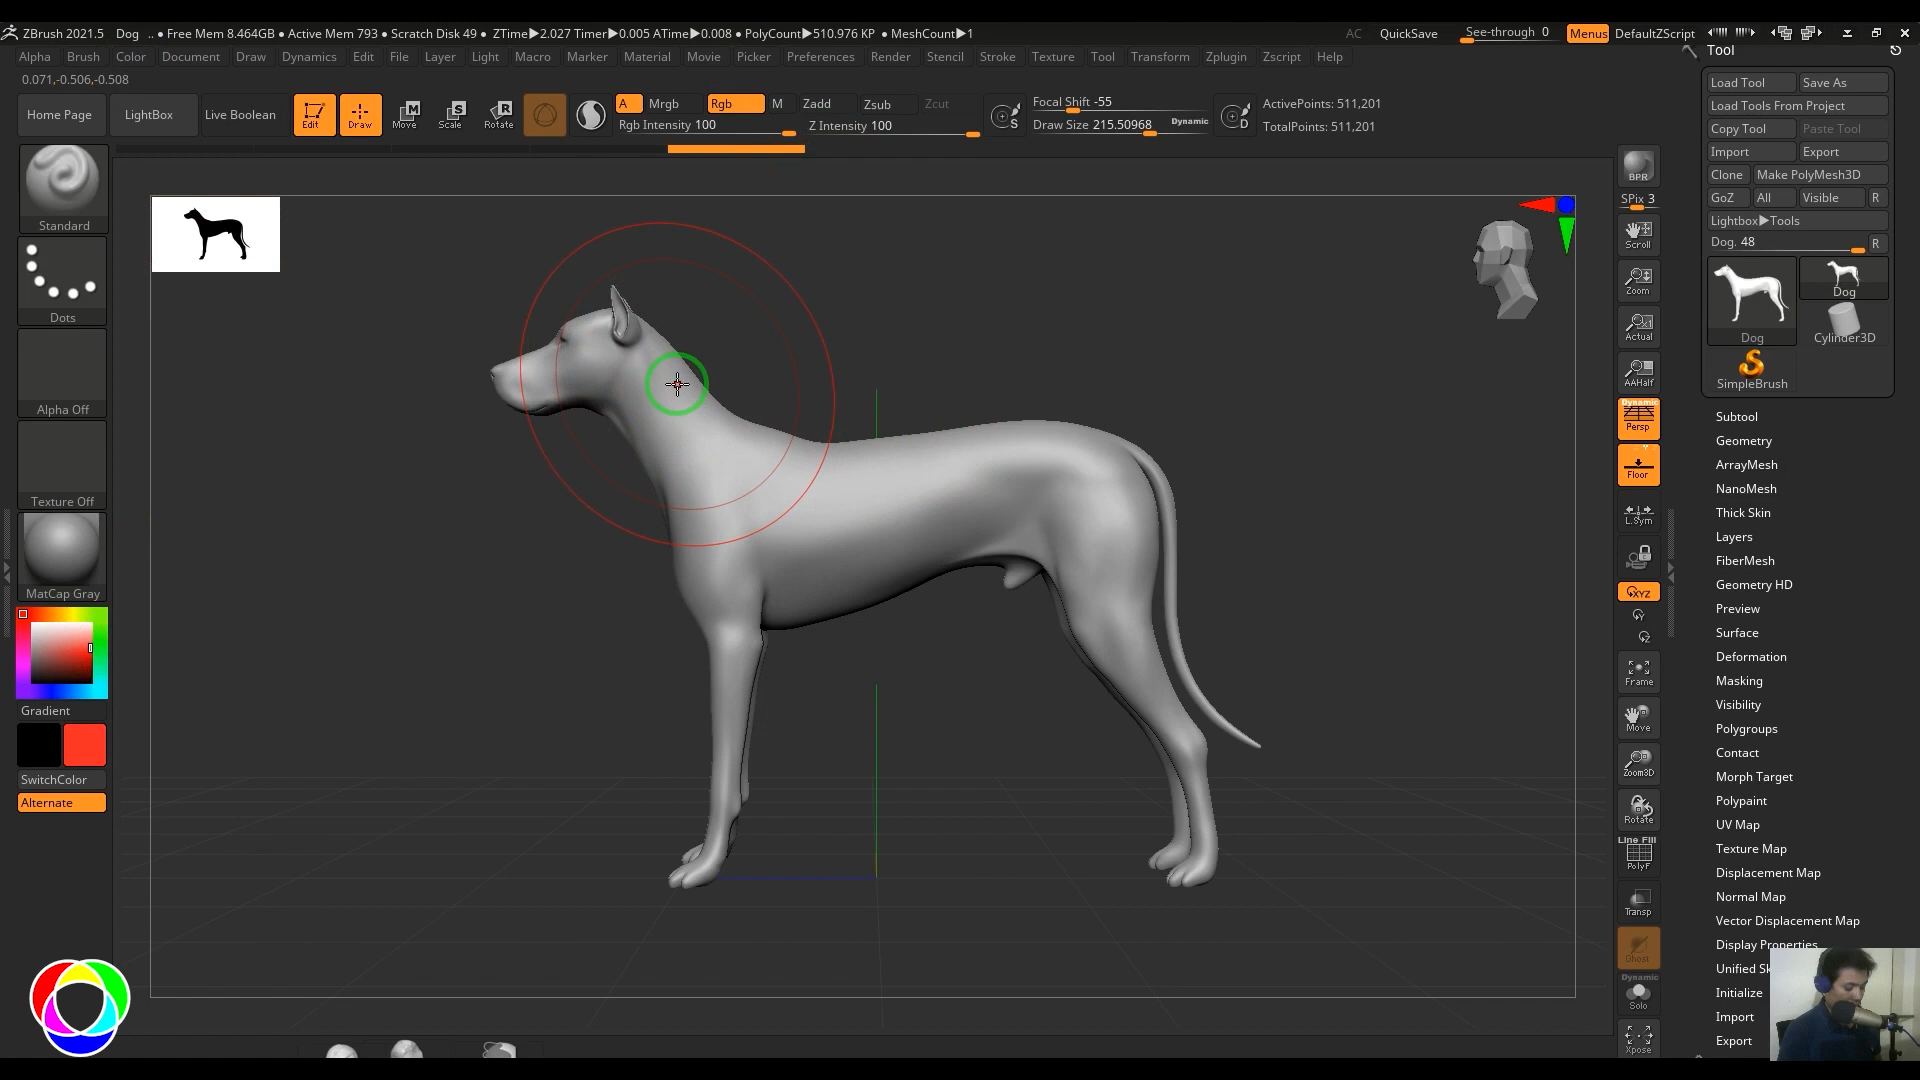 ZBrush 2021.5 Dog .. • Free Mem 8.464GB • Active Mem 793 • Scratch Disk 49 • ZTime▶2.027 Timer▶0.005 ATime▶0.008 • PolyCount▶510.976 KP • MeshCount▶1 AC QuickSave See-through 0 Menus DefaultZScript
Alpha Brush Color Document Draw Dynamics Edit File Layer Light Macro Marker Material Movie Picker Preferences Render Stencil Stroke Texture Tool Transform Zplugin Zscript Help
0.071,-0.506,-0.508
Home Page LightBox Live Boolean Edit Draw Move Scale Rotate
A Mrgb Rgb M Zadd Zsub Zcut
Rgb Intensity 100 Z Intensity 100
S
Focal Shift -55
Draw Size 215.50968 Dynamic
D
ActivePoints: 511,201
TotalPoints: 511,201
Standard
Dots
Alpha Off
Texture Off
MatCap Gray
Gradient
SwitchColor
Alternate
BPR
SPix 3
Scroll
Zoom
Actual
AAHalf
Dynamic
Persp
Floor
L.Sym
XYZ
Y
Z
Frame
Move
Zoom3D
Rotate
Line Fill
PolyF
Transp
Ghost
Dynamic
Solo
Xpose
Tool
Load Tool Save As
Load Tools From Project
Copy Tool Paste Tool
Import Export
Clone Make PolyMesh3D
GoZ All Visible R
Lightbox▶Tools
Dog. 48 R
Dog
Dog Cylinder3D
SimpleBrush
Subtool
Geometry
ArrayMesh
NanoMesh
Thick Skin
Layers
FiberMesh
Geometry HD
Preview
Surface
Deformation
Masking
Visibility
Polygroups
Contact
Morph Target
Polypaint
UV Map
Texture Map
Displacement Map
Normal Map
Vector Displacement Map
Display Properties
Unified Sk
Initialize
Import
Export